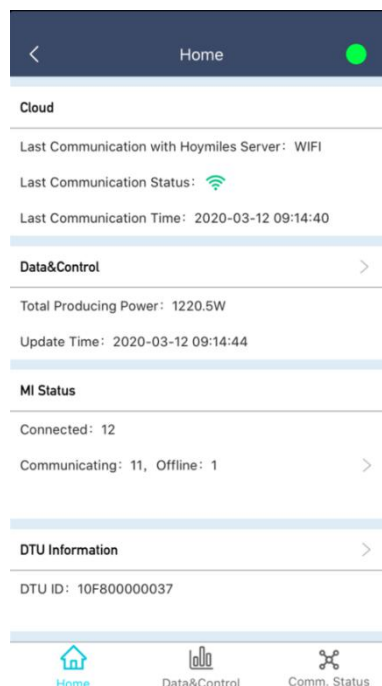 Home
Cloud
Last Communication with Hoymiles Server: WIFI
Last Communication Status:
Last Communication Time: 2020-03-12 09:14:40
Data&Control
Total Producing Power: 1220.5W
Update Time: 2020-03-12 09:14:44
MI Status
Connected: 12
Communicating: 11, Offline: 1
DTU Information
DTU ID: 10F800000037
Home
Data&Control
Comm. Status